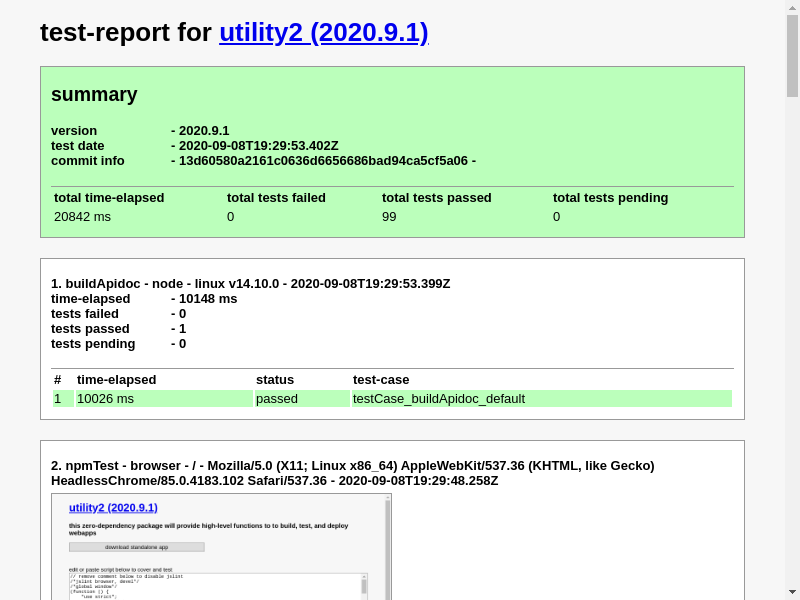 test-report for utility2 (2020.9.1)
summary
version - 2020.9.1
test date - 2020-09-08T19:29:53.402Z
commit info - 13d60580a2161c0636d6656686bad94ca5cf5a06 -
total time-elapsed total tests failed total tests passed total tests pending
20842 ms 0 99 0
1. buildApidoc - node - linux v14.10.0 - 2020-09-08T19:29:53.399Z
time-elapsed - 10148 ms
tests failed - 0
tests passed - 1
tests pending - 0
# time-elapsed status test-case
1 10026 ms passed testCase_buildApidoc_default
2. npmTest - browser - / - Mozilla/5.0 (X11; Linux x86_64) AppleWebKit/537.36 (KHTML, like Gecko)
HeadlessChrome/85.0.4183.102 Safari/537.36 - 2020-09-08T19:29:48.258Z
utility2 (2020.9.1)
this zero-dependency package will provide high-level functions to to build, test, and deploy
webapps
download standalone app
edit or paste script below to cover and test
// remove comment below to disable jslint
/*jslint browser, devel*/
/*global window*/
(function () {
"use strict";